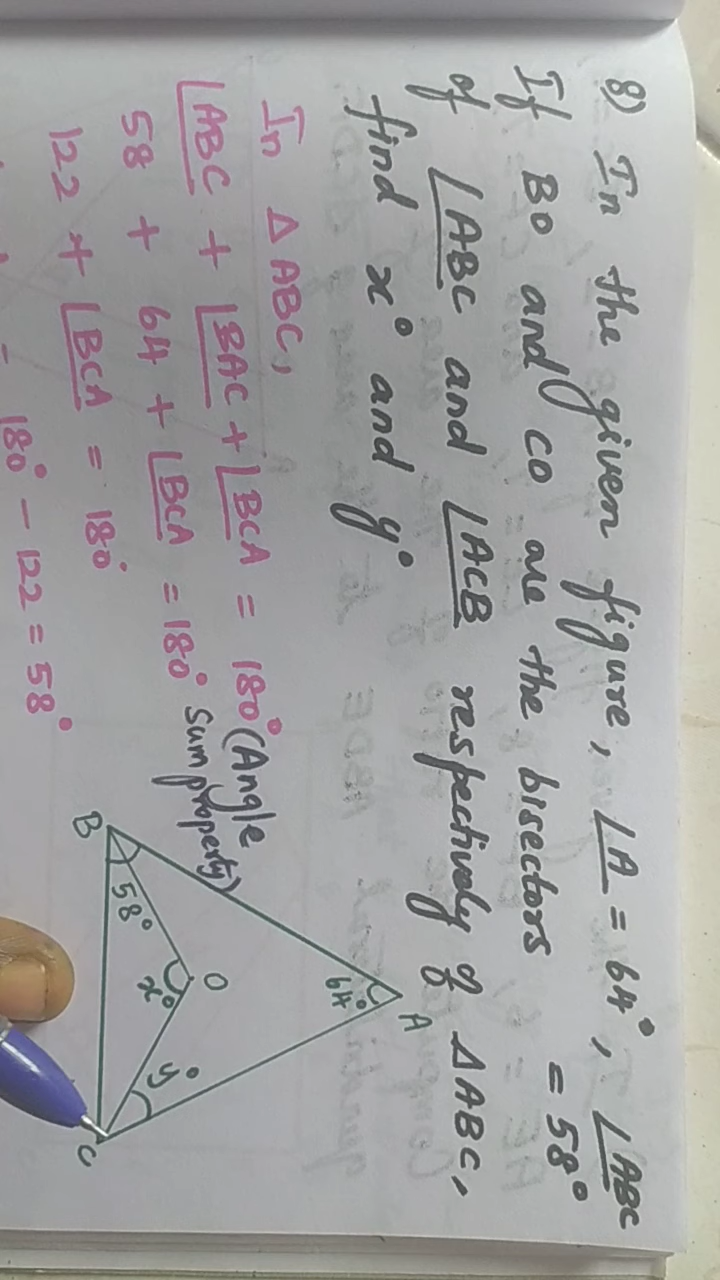 8) In the given figure, ∠A = 64°, ∠ABC = 58°
If BO and CO are the bisectors
of ∠ABC and ∠ACB respectively of ΔABC,
find x° and y°
In ΔABC,
∠ABC + ∠BAC + ∠BCA = 180° (Angle sum property)
58 + 64 + ∠BCA = 180°
122 + ∠BCA = 180°
= 180° - 122 = 58°
A
64°
O
x°
y°
B
58°
C